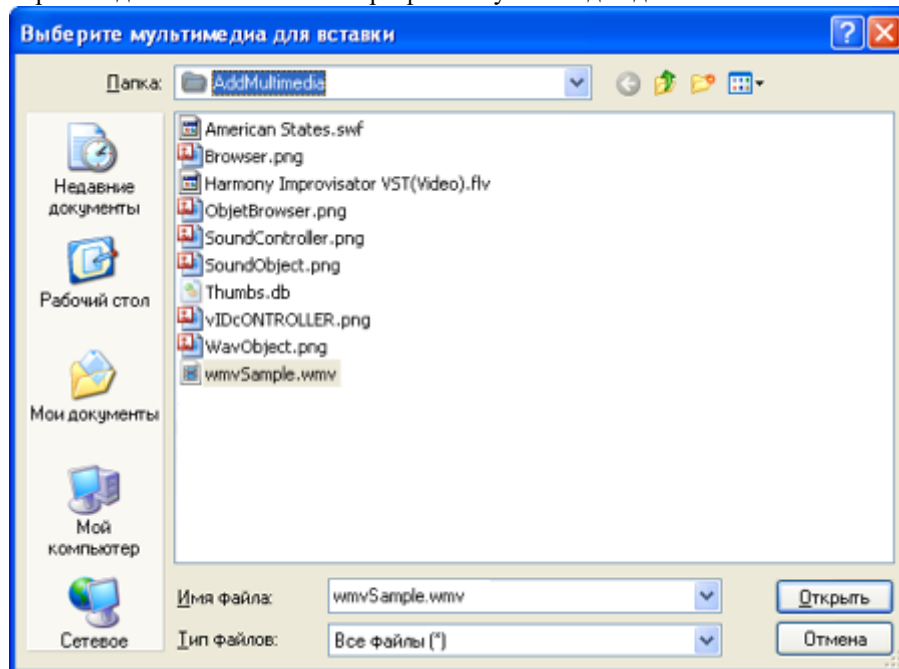 Выберите мультимедиа для вставки
Папка: AddMultimedia
Недавние документы
Рабочий стол
Мои документы
Мой компьютер
Сетевое
American States.swf
Browser.png
Harmony Improvisator VST(Video).flv
ObjetBrowser.png
SoundController.png
SoundObject.png
Thumbs.db
vIDcONTROLLER.png
WavObject.png
wmvSample.wmv
Имя файла: wmvSample.wmv Открыть
Тип файлов: Все файлы (*) Отмена